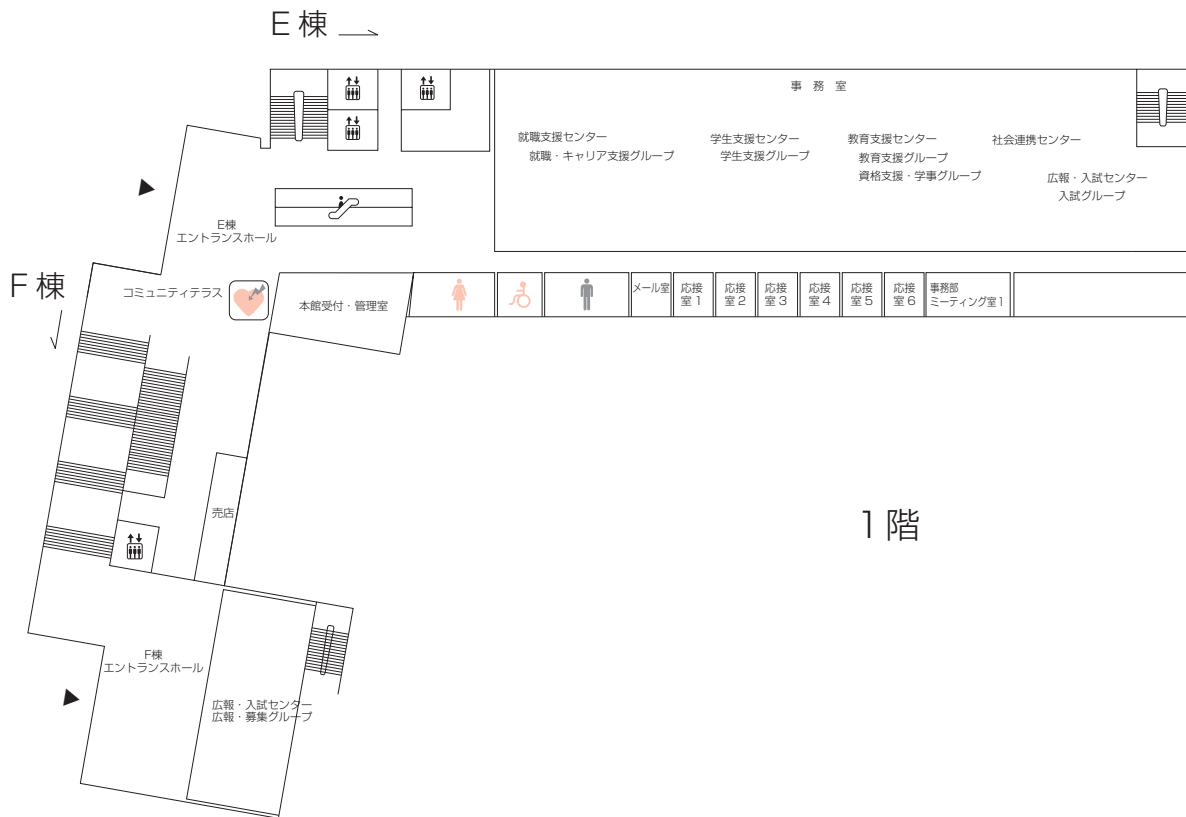 E棟
事務室
就職支援センター
就職・キャリア支援グループ
学生支援センター
学生支援グループ
教育支援センター
教育支援グループ
資格支援・学事グループ
社会連携センター
広報・入試センター
入試グループ
E棟
エントランスホール
F棟
コミュニティテラス
本館受付・管理室
メール室
応接
室1
応接
室2
応接
室3
応接
室4
応接
室5
応接
室6
事務部
ミーティング室1
売店
1階
F棟
エントランスホール
広報・入試センター
広報・募集グループ